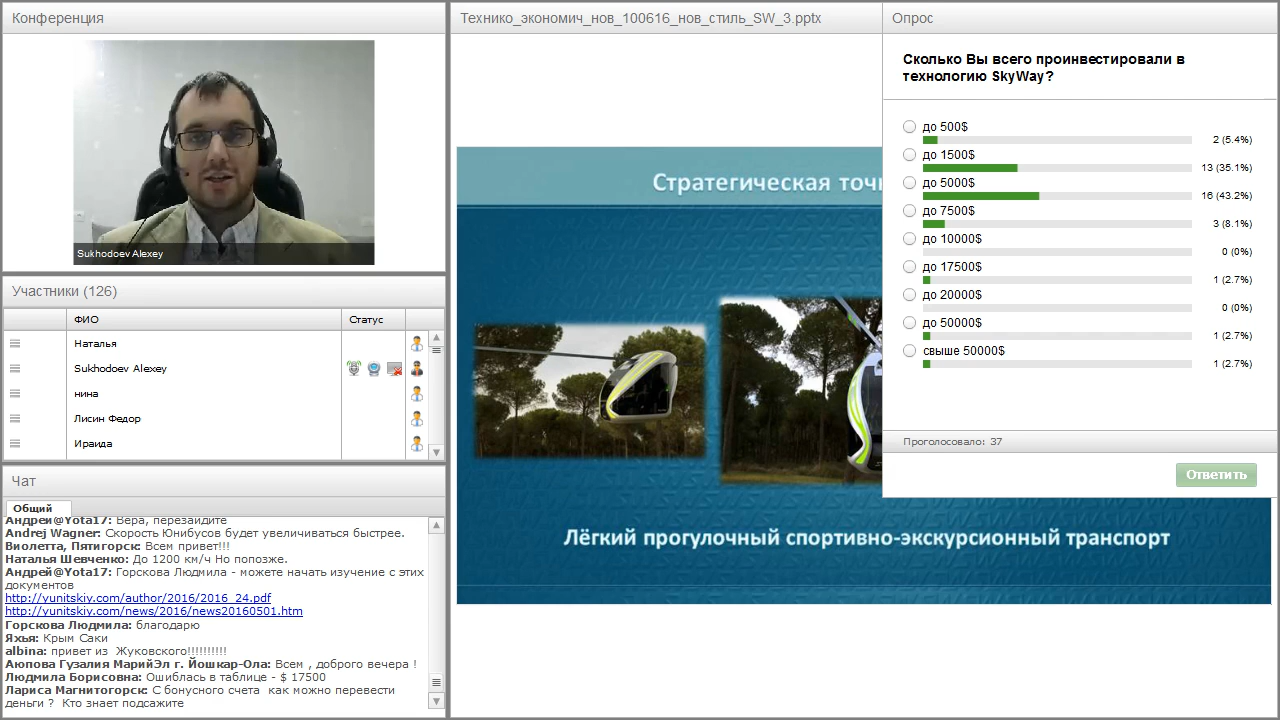 Конференция
Sukhodoev Alexey
Участники (126)
ФИО
Статус
Наталья
Sukhodoev Alexey
нина
Лисин Федор
Ираида
Чат
Общий
Андрей@Yota17: Вера, перезайдите
Andrej Wagner: Скорость Юнибусов будет увеличиваться быстрее.
Виолетта, Пятигорск: Всем привет!!!
Наталья Шевченко: До 1200 км/ч Но попозже.
Андрей@Yota17: Горскова Людмила - можете начать изучение с этих
документов
http://yunitskiy.com/author/2016/2016_24.pdf
http://yunitskiy.com/news/2016/news20160501.htm
Горскова Людмила: благодарю
Яхья: Крым Саки
albina: привет из Жуковского!!!!!!!!!!
Аюпова Гузалия МарийЭл г. Йошкар-Ола: Всем , доброго вечера !
Людмила Борисовна: Ошиблась в таблице - $ 17500
Лариса Магнитогорск: С бонусного счета как можно перевести
деньги ? Кто знает подсажите
Технико_экономич_нов_100616_нов_стиль_SW_3.pptx
Стратегическая точ
Лёгкий прогулочный спортивно-экскурсионный транспорт
Опрос
Сколько Вы всего проинвестировали в
технологию SkyWay?
до 500$
2 (5.4%)
до 1500$
13 (35.1%)
до 5000$
16 (43.2%)
до 7500$
3 (8.1%)
до 10000$
0 (0%)
до 17500$
1 (2.7%)
до 20000$
0 (0%)
до 50000$
1 (2.7%)
свыше 50000$
1 (2.7%)
Проголосовало: 37
Ответить